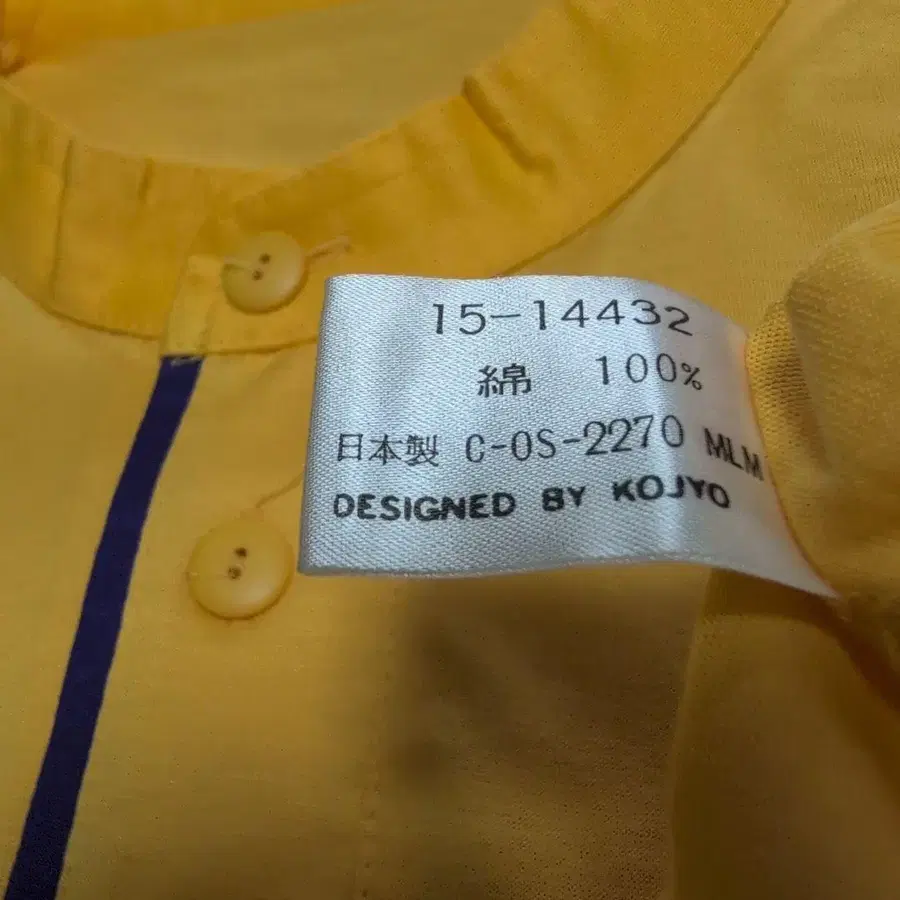 15-14432
綿 100%
日本製 C-OS-2270 MLM
DESIGNED BY KOJYO